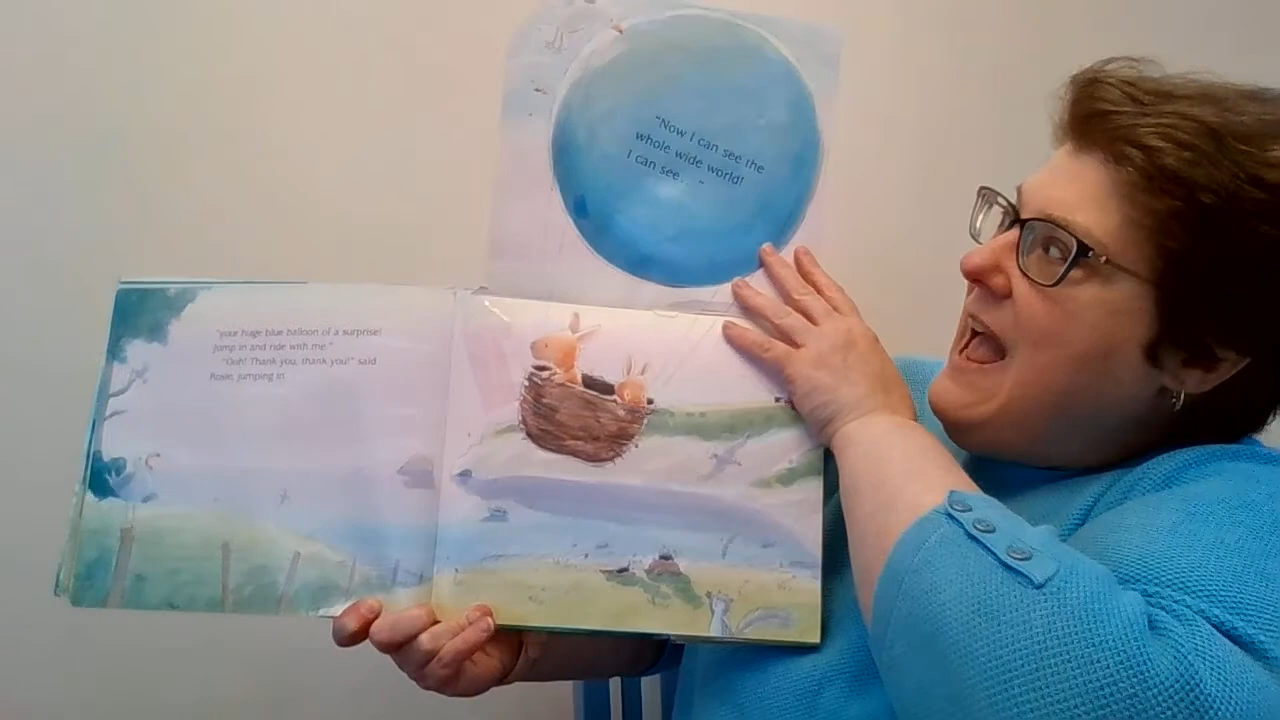 "your huge blue balloon of a surprise!
Jump in and ride with me."
"Ooh! Thank you, thank you!" said
Rosie, jumping in.
"Now I can see the
whole wide world!
I can see. . . "